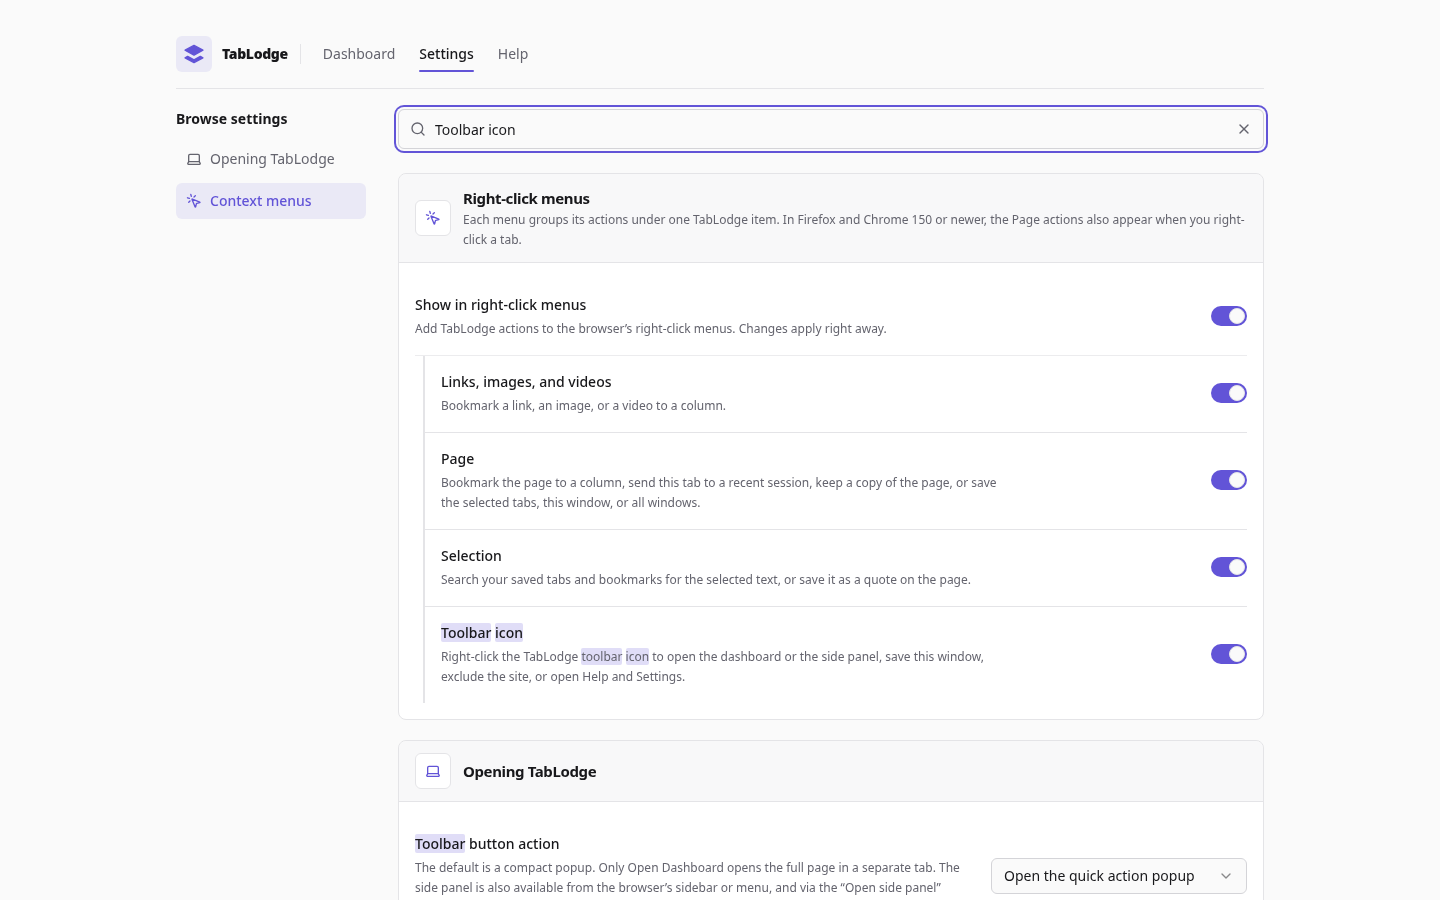 TabLodge
Dashboard
Settings
Help
Browse settings
Opening TabLodge
Context menus
Toolbar icon
Right-click menus
Each menu groups its actions under one TabLodge item. In Firefox and Chrome 150 or newer, the Page actions also appear when you right-
click a tab.
Show in right-click menus
Add TabLodge actions to the browser’s right-click menus. Changes apply right away.
Links, images, and videos
Bookmark a link, an image, or a video to a column.
Page
Bookmark the page to a column, send this tab to a recent session, keep a copy of the page, or save
the selected tabs, this window, or all windows.
Selection
Search your saved tabs and bookmarks for the selected text, or save it as a quote on the page.
Toolbar icon
Right-click the TabLodge toolbar icon to open the dashboard or the side panel, save this window,
exclude the site, or open Help and Settings.
Opening TabLodge
Toolbar button action
The default is a compact popup. Only Open Dashboard opens the full page in a separate tab. The
side panel is also available from the browser’s sidebar or menu, and via the “Open side panel”
Open the quick action popup